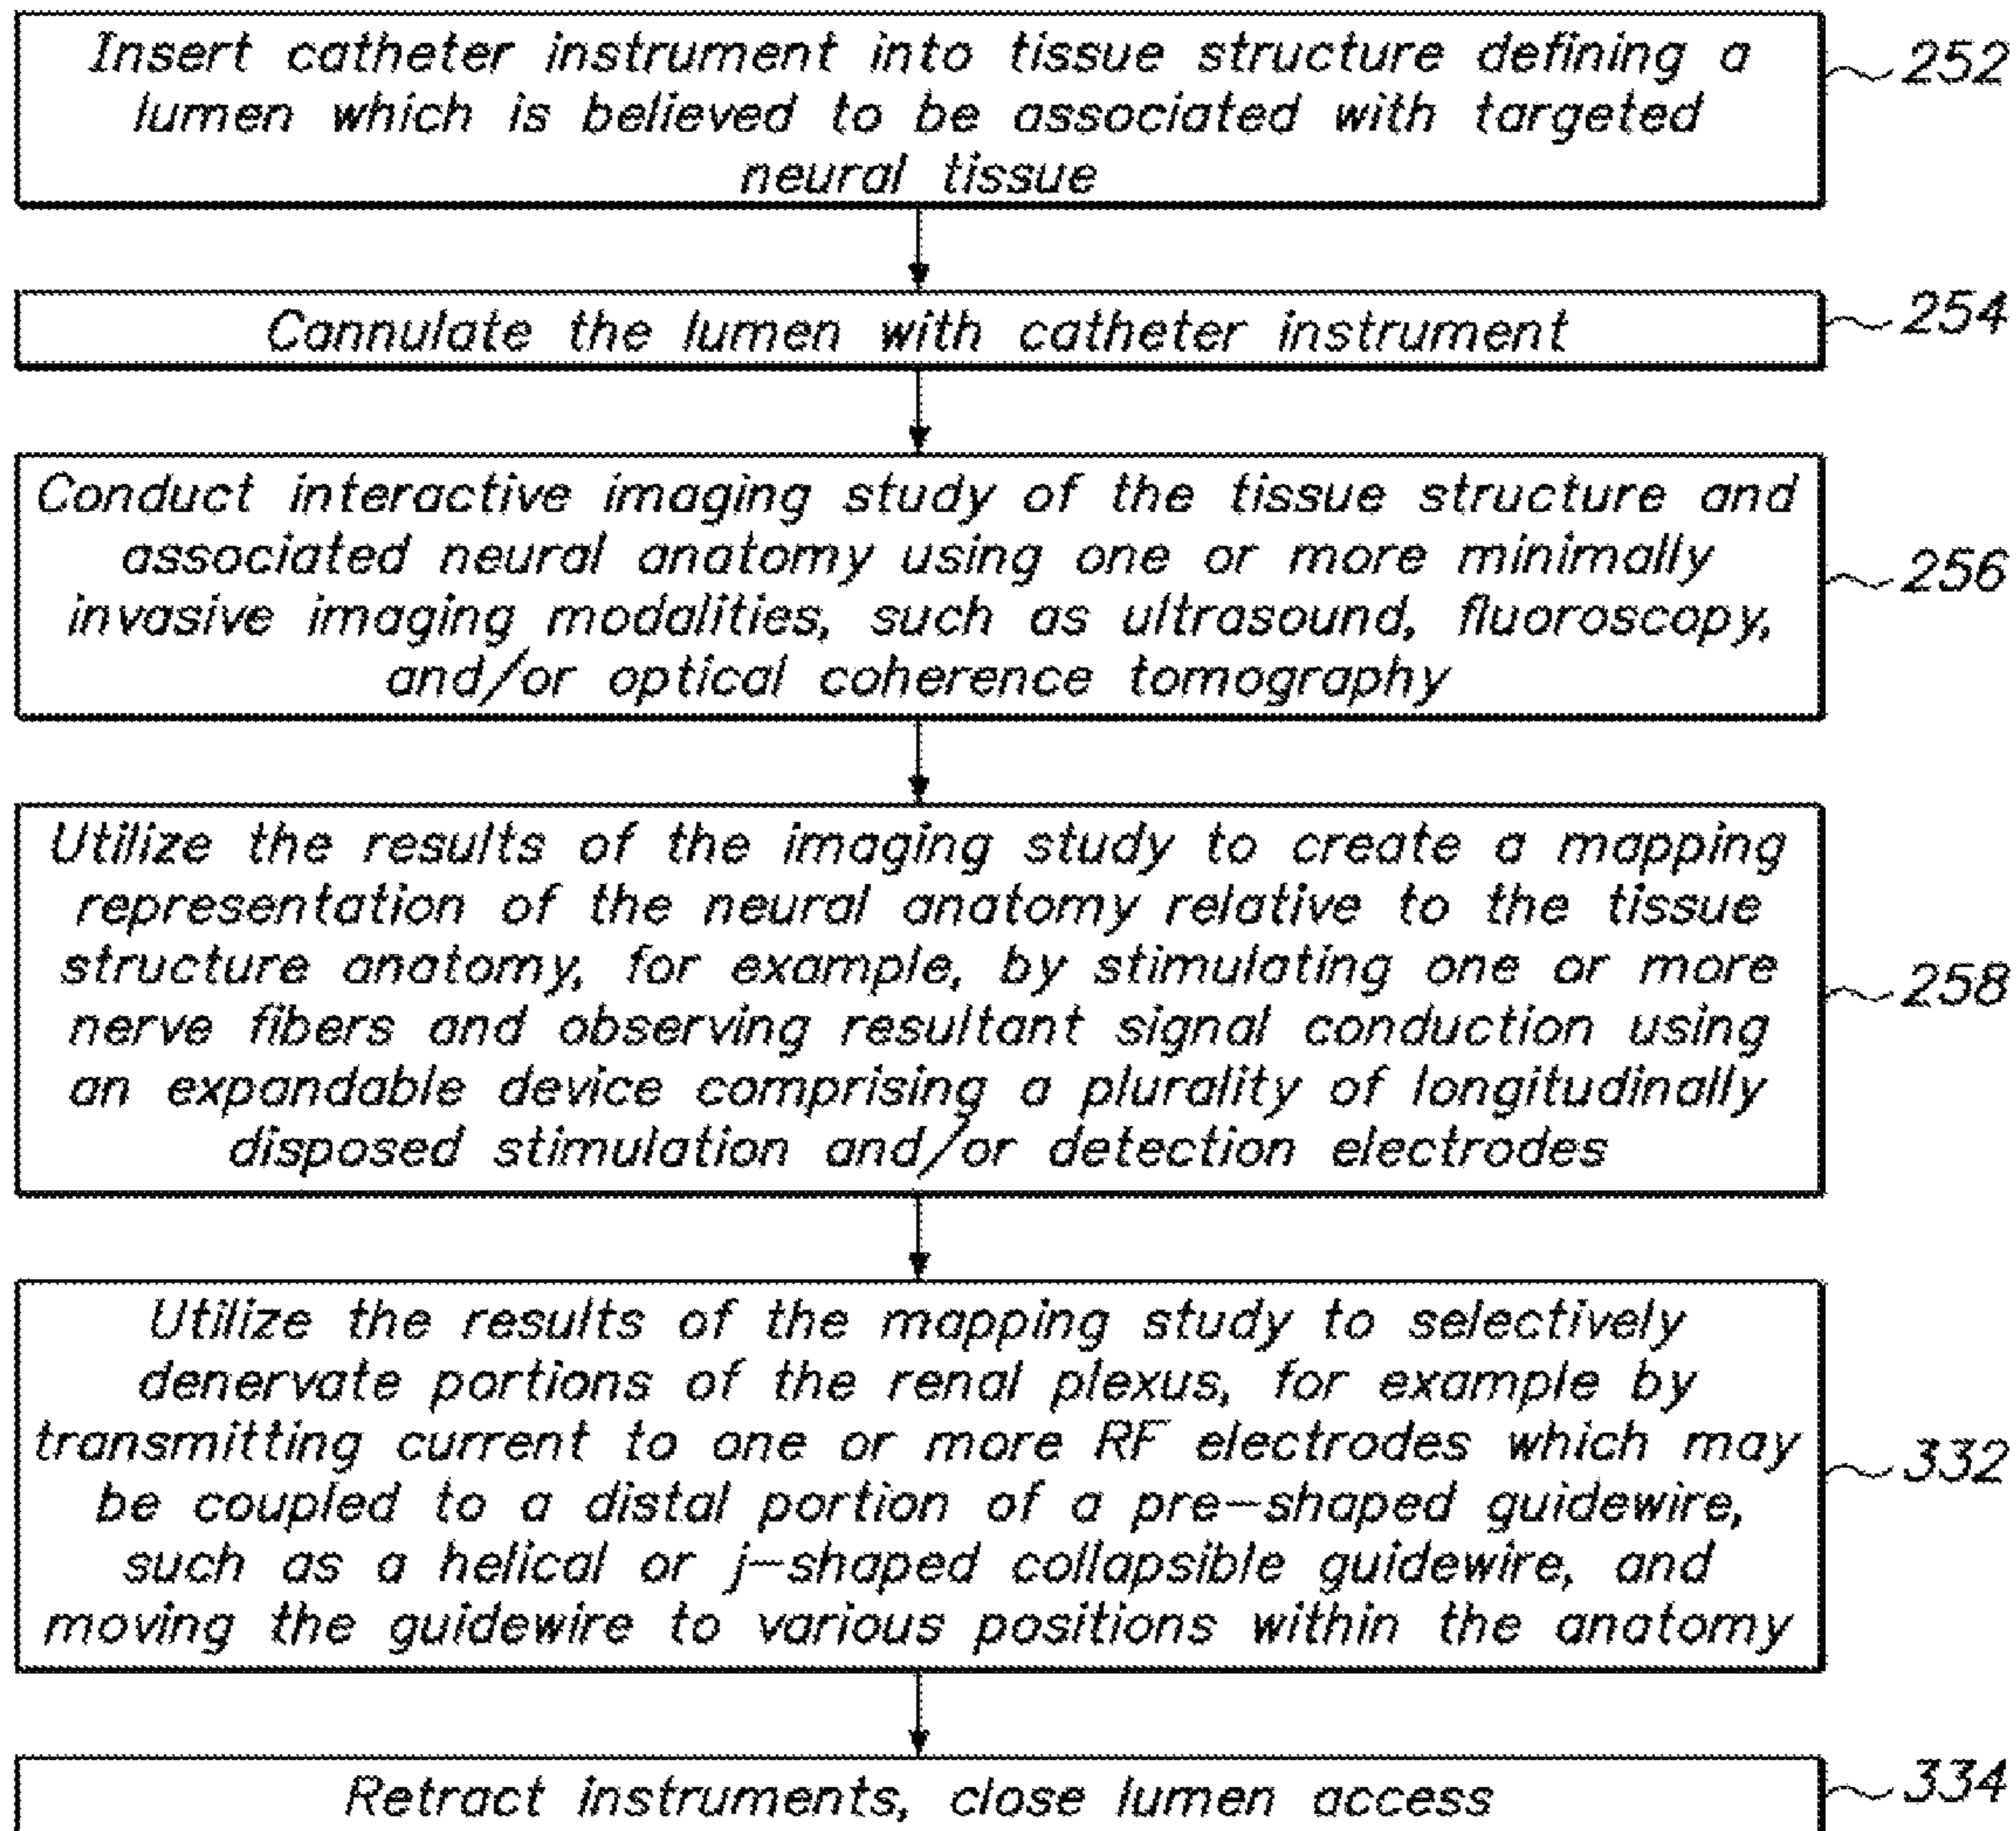 Insert catheter instrument into tissue structure defining a
lumen which is believed to be associated with targeted
neural tissue
252
Cannulate the lumen with catheter instrument
254
Conduct interactive imaging study of the tissue structure and
associated neural anatomy using one or more minimally
invasive imaging modalities, such as ultrasound, fluoroscopy,
and/or optical coherence tomography
256
Utilize the results of the imaging study to create a mapping
representation of the neural anatomy relative to the tissue
structure anatomy, for example, by stimulating one or more
nerve fibers and observing resultant signal conduction using
an expandable device comprising a plurality of longitudinally
disposed stimulation and/or detection electrodes
258
Utilize the results of the mapping study to selectively
denervate portions of the renal plexus, for example by
transmitting current to one or more RF electrodes which may
be coupled to a distal portion of a pre-shaped guidewire,
such as a helical or j-shaped collapsible guidewire, and
moving the guidewire to various positions within the anatomy
332
Retract instruments, close lumen access
334